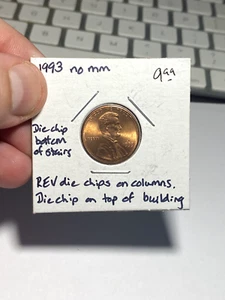 1993 no mm
9.99
Die chip
bottom
of stairs
REV die chips on columns.
Die chip on top of building